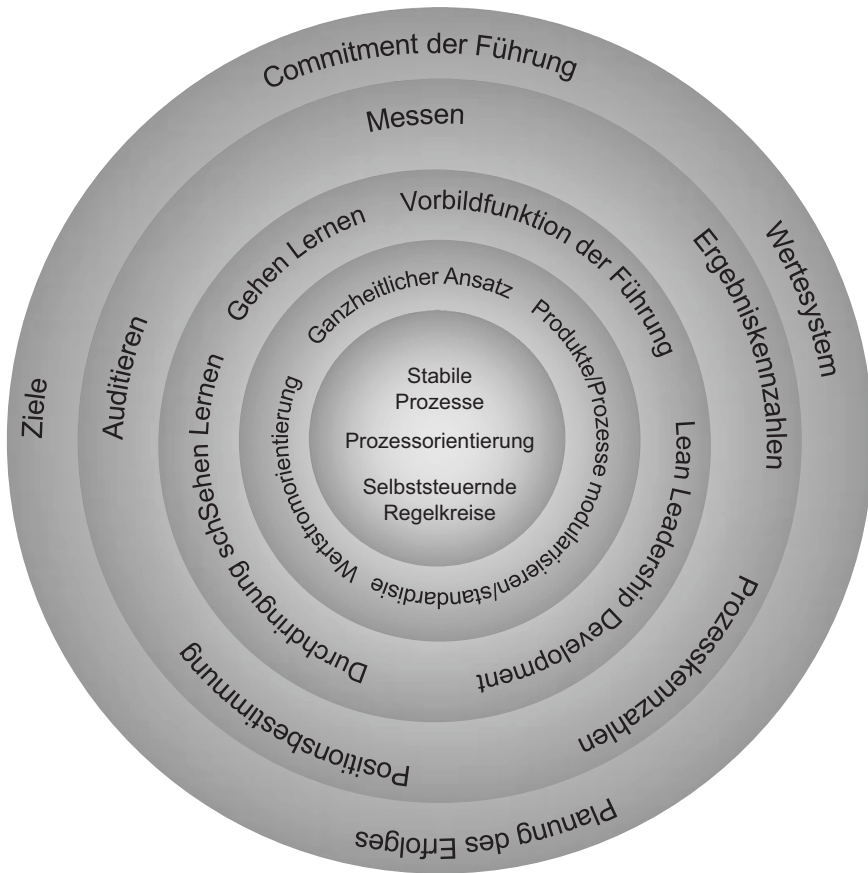 Commitment der Führung
Wertesystem
Planung des Erfolges
Ziele
Messen
Ergebniskennzahlen
Prozesskennzahlen
Positionsbestimmung
Auditieren
Vorbildfunktion der Führung
Lean Leadership Development
Durchdringung schSehen Lernen
Gehen Lernen
Ganzheitlicher Ansatz
Produkte/Prozesse modularisieren/standardisie
Wertstromorientierung
Stabile
Prozesse
Prozessorientierung
Selbststeuernde
Regelkreise